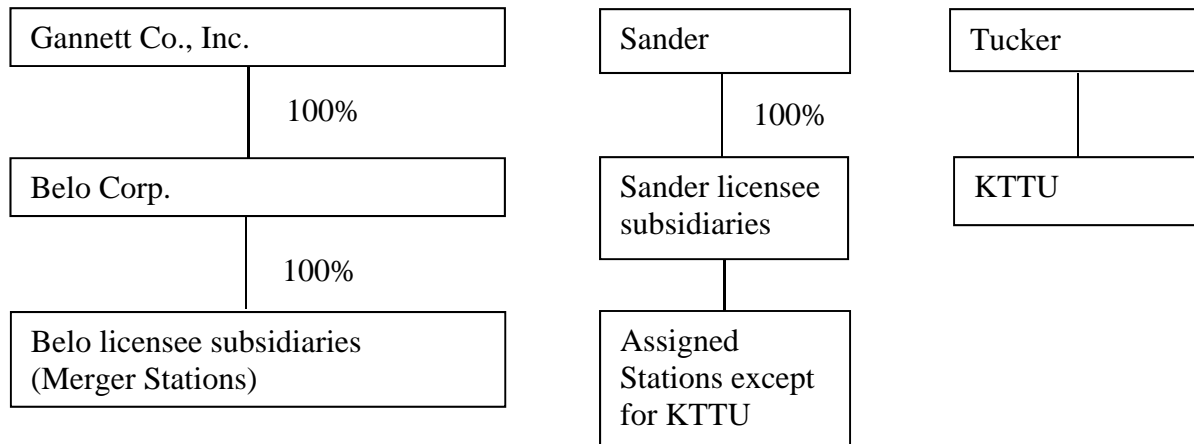 Gannett Co., Inc.
100%
Belo Corp.
100%
Belo licensee subsidiaries
(Merger Stations)
Sander
100%
Sander licensee
subsidiaries
Assigned
Stations except
for KTTU
Tucker
KTTU